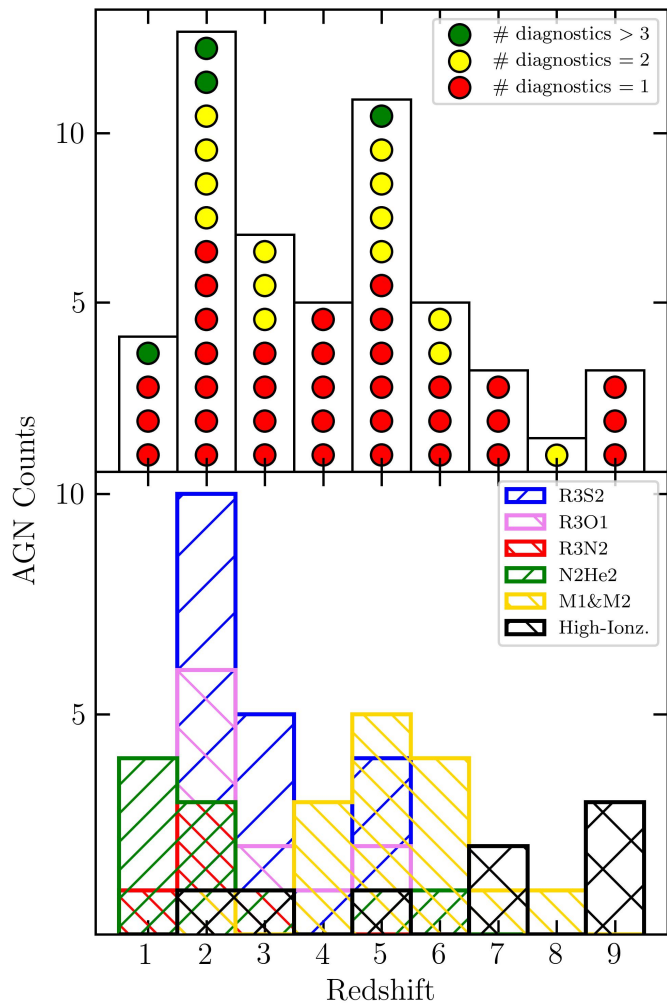 # diagnostics > 3
# diagnostics = 2
# diagnostics = 1
10
5
AGN Counts
10
5
R3S2
R3O1
R3N2
N2He2
M1&M2
High-Ionz.
1 2 3 4 5 6 7 8 9
Redshift